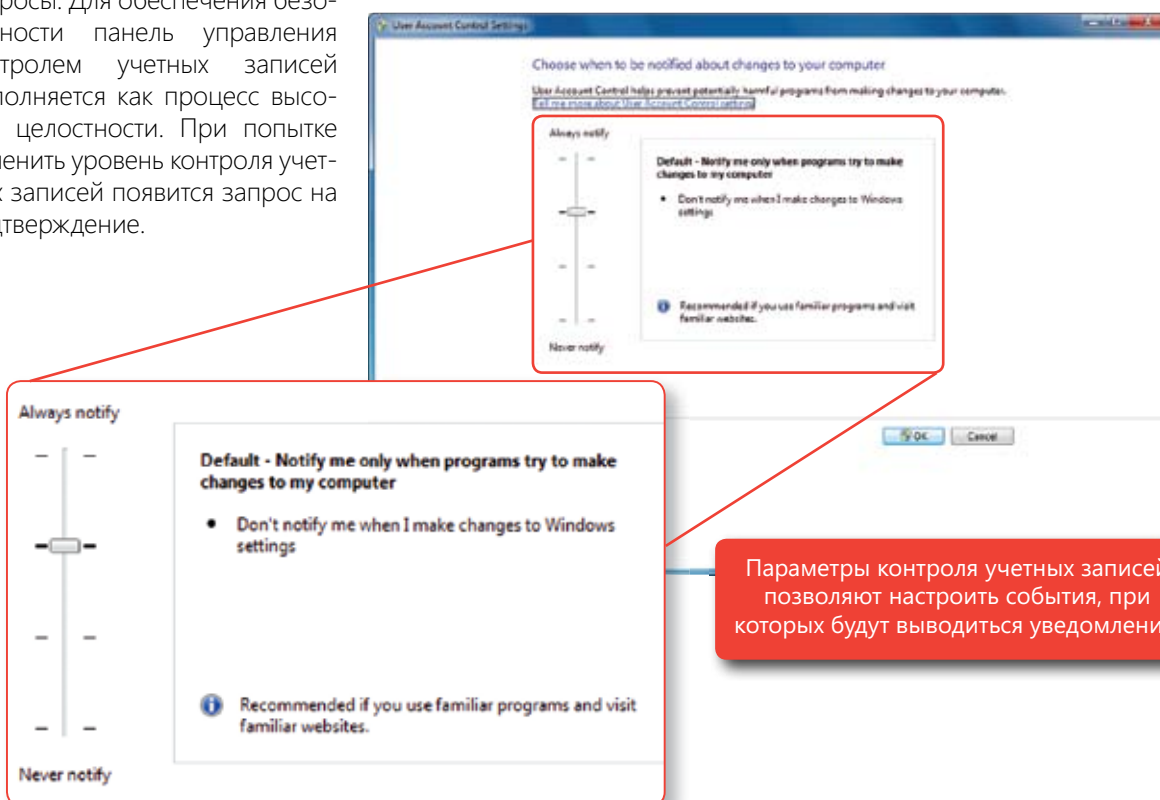 росы. Для обеспечения безо-
ности панель управления
тролем учетных записей
полняется как процесс высо-
целостности. При попытке
енить уровень контроля учет-
х записей появится запрос на
дтверждение.
User Account Control Settings
Choose when to be notified about changes to your computer
User Account Control helps prevent potentially harmful programs from making changes to your computer.
Tell me more about User Account Control settings
Always notify
Default - Notify me only when programs try to make
changes to my computer
• Don't notify me when I make changes to Windows
settings
Recommended if you use familiar programs and visit
familiar websites.
Never notify
OK Cancel
Always notify
Default - Notify me only when programs try to make
changes to my computer
• Don't notify me when I make changes to Windows
settings
Recommended if you use familiar programs and visit
familiar websites.
Never notify
Параметры контроля учетных записей
позволяют настроить события, при
которых будут выводиться уведомлени